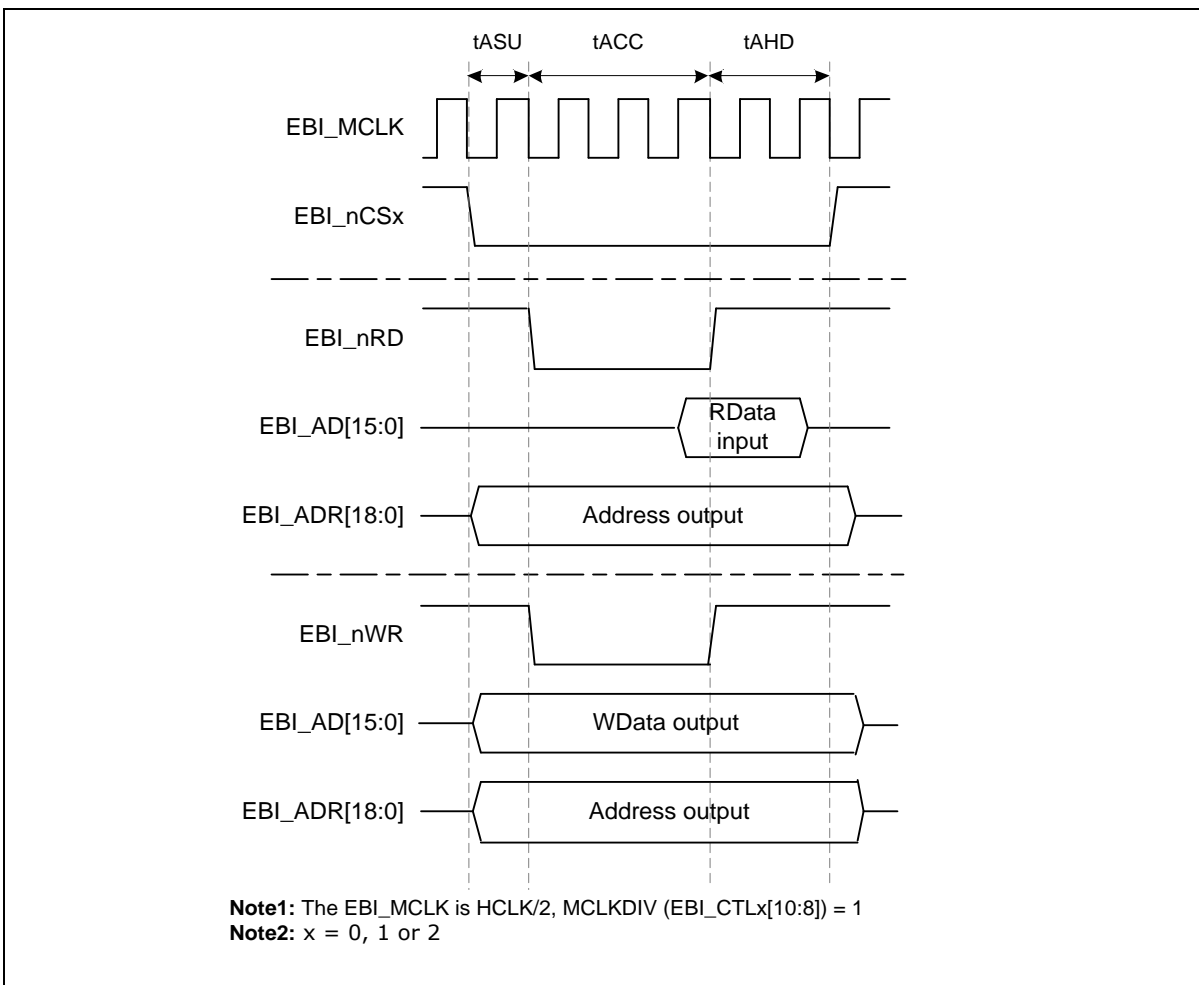 tASU tACC tAHD
EBI_MCLK
EBI_nCSx
EBI_nRD
EBI_AD[15:0]
RData
input
EBI_ADR[18:0]
Address output
EBI_nWR
EBI_AD[15:0]
WData output
EBI_ADR[18:0]
Address output
Note1: The EBI_MCLK is HCLK/2, MCLKDIV (EBI_CTLx[10:8]) = 1
Note2: x = 0, 1 or 2